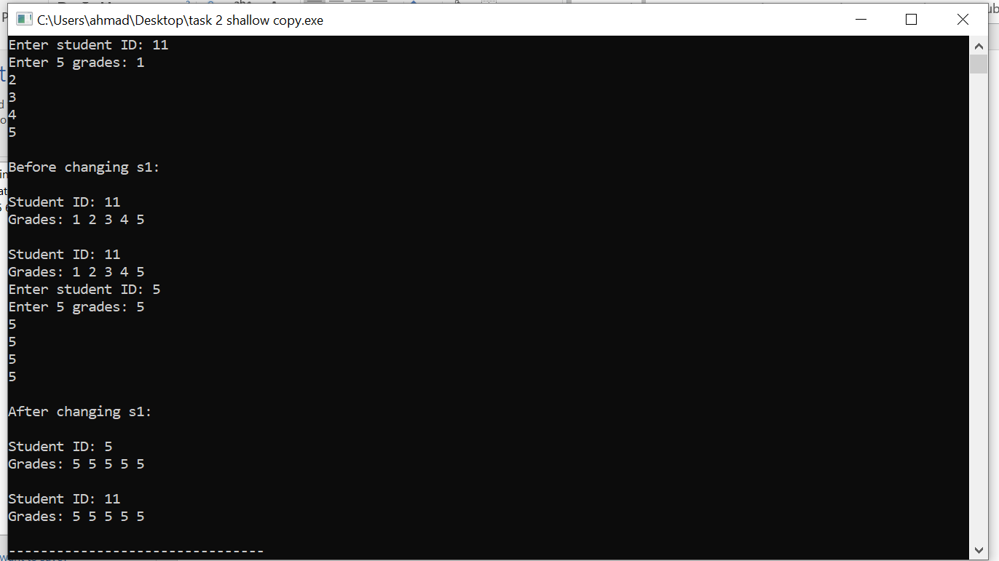 C:\Users\ahmad\Desktop\task 2 shallow copy.exe
Enter student ID: 11
Enter 5 grades: 1
2
3
4
5
Before changing s1:
Student ID: 11
Grades: 1 2 3 4 5
Student ID: 11
Grades: 1 2 3 4 5
Enter student ID: 5
Enter 5 grades: 5
5
5
5
5
After changing s1:
Student ID: 5
Grades: 5 5 5 5 5
Student ID: 11
Grades: 5 5 5 5 5
--------------------------------